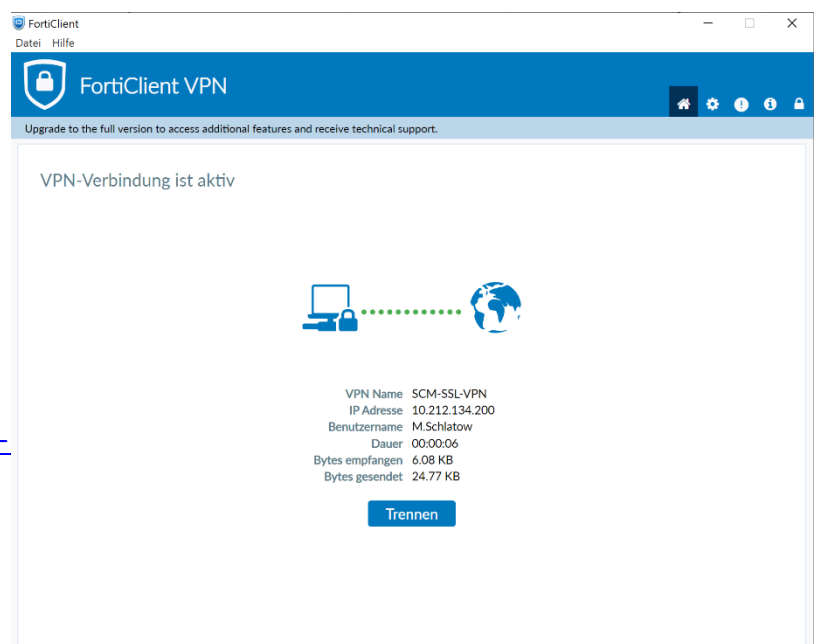 FortiClient
Datei Hilfe
FortiClient VPN
Upgrade to the full version to access additional features and receive technical support.
VPN-Verbindung ist aktiv
VPN Name SCM-SSL-VPN
IP Adresse 10.212.134.200
Benutzername M.Schlatow
Dauer 00:00:06
Bytes empfangen 6.08 KB
Bytes gesendet 24.77 KB
Trennen